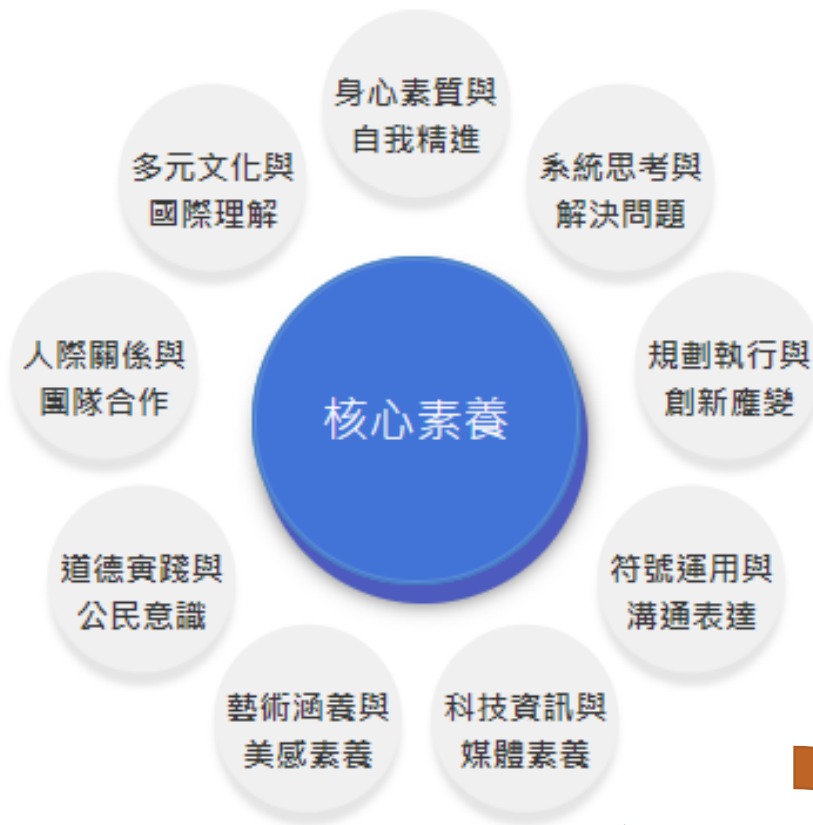 身心素質與
自我精進
系統思考與
解決問題
規劃執行與
創新應變
符號運用與
溝通表達
科技資訊與
媒體素養
藝術涵養與
美感素養
道德實踐與
公民意識
人際關係與
團隊合作
多元文化與
國際理解
核心素養